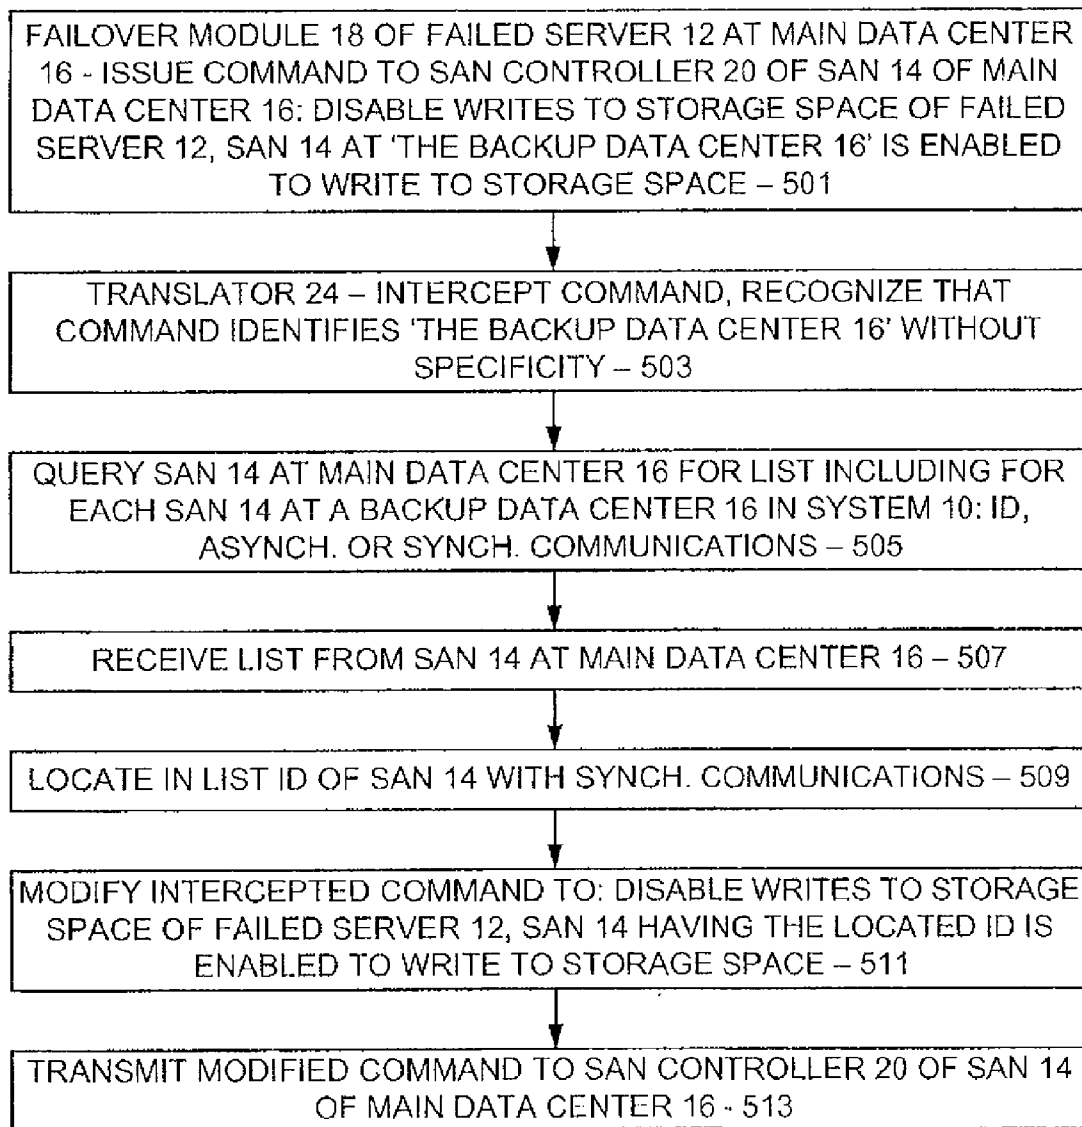 FAILOVER MODULE 18 OF FAILED SERVER 12 AT MAIN DATA CENTER
16 - ISSUE COMMAND TO SAN CONTROLLER 20 OF SAN 14 OF MAIN
DATA CENTER 16: DISABLE WRITES TO STORAGE SPACE OF FAILED
SERVER 12, SAN 14 AT 'THE BACKUP DATA CENTER 16' IS ENABLED
TO WRITE TO STORAGE SPACE – 501
TRANSLATOR 24 – INTERCEPT COMMAND, RECOGNIZE THAT
COMMAND IDENTIFIES 'THE BACKUP DATA CENTER 16' WITHOUT
SPECIFICITY – 503
QUERY SAN 14 AT MAIN DATA CENTER 16 FOR LIST INCLUDING FOR
EACH SAN 14 AT A BACKUP DATA CENTER 16 IN SYSTEM 10: ID,
ASYNCH. OR SYNCH. COMMUNICATIONS – 505
RECEIVE LIST FROM SAN 14 AT MAIN DATA CENTER 16 – 507
LOCATE IN LIST ID OF SAN 14 WITH SYNCH. COMMUNICATIONS – 509
MODIFY INTERCEPTED COMMAND TO: DISABLE WRITES TO STORAGE
SPACE OF FAILED SERVER 12, SAN 14 HAVING THE LOCATED ID IS
ENABLED TO WRITE TO STORAGE SPACE – 511
TRANSMIT MODIFIED COMMAND TO SAN CONTROLLER 20 OF SAN 14
OF MAIN DATA CENTER 16 - 513